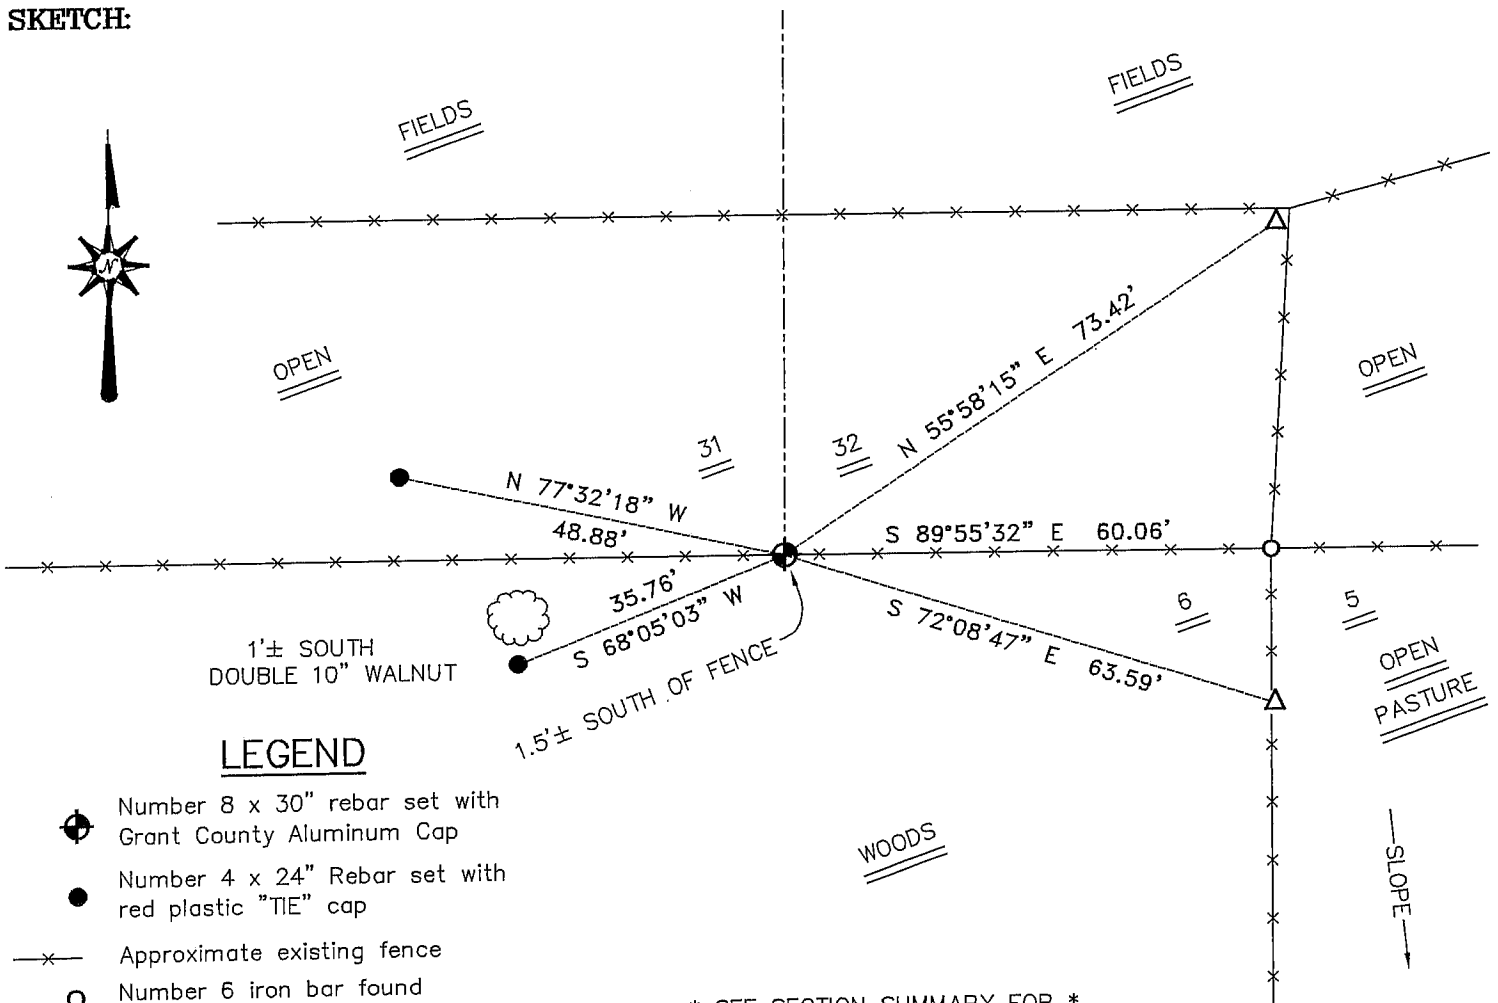 SKETCH:
FIELDS
FIELDS
N
OPEN
OPEN
N 55°58'15" E 73.42'
31
32
N 77°32'18" W
48.88'
S 89°55'32" E 60.06'
35.76'
S 68°05'03" W
S 72°08'47" E 63.59'
6
5
1'± SOUTH
DOUBLE 10" WALNUT
1.5'± SOUTH OF FENCE
OPEN
PASTURE
LEGEND
Number 8 x 30" rebar set with
Grant County Aluminum Cap
Number 4 x 24" Rebar set with
red plastic "TIE" cap
Approximate existing fence
Number 6 iron bar found
WOODS
SLOPE
* SEE SECTION SUMMARY FOR *